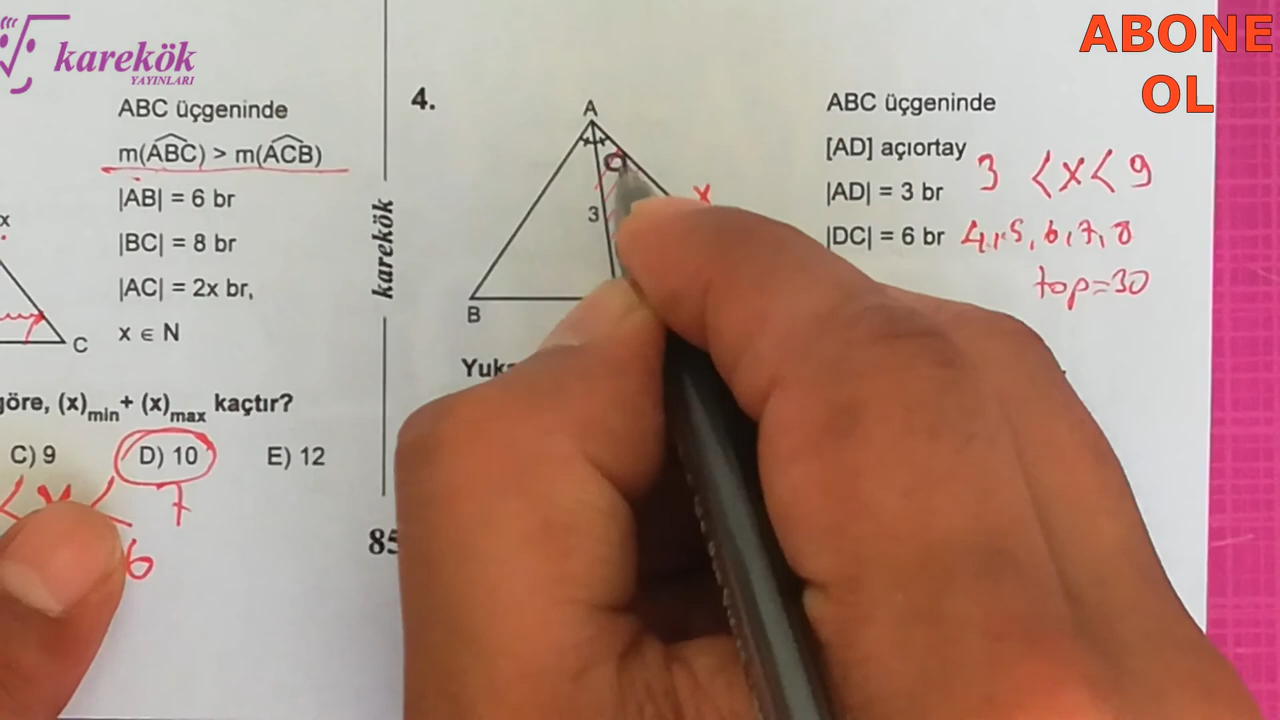 karekök
YAYINLARI
ABONE
OL
ABC üçgeninde
m(ABC) > m(ACB)
|AB| = 6 br
|BC| = 8 br
|AC| = 2x br,
x ∈ N
x
C
göre, (x)min + (x)max kaçtır?
C) 9
D) 10
E) 12
7
6
karekök
85
4.
A
3
x
B
ABC üçgeninde
[AD] açıortay
|AD| = 3 br
|DC| = 6 br
3 < x < 9
4, 5, 6, 7, 8
top=30